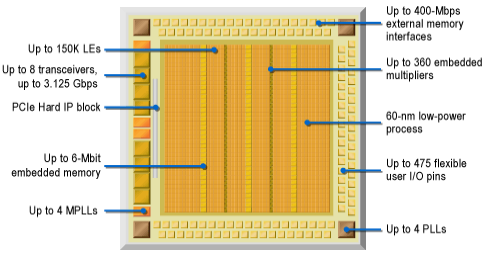 Up to 150K LEs
Up to 8 transceivers,
up to 3.125 Gbps
PCIe Hard IP block
Up to 6-Mbit
embedded memory
Up to 4 MPLLs
Up to 400-Mbps
external memory
interfaces
Up to 360 embedded
multipliers
60-nm low-power
process
Up to 475 flexible
user I/O pins
Up to 4 PLLs